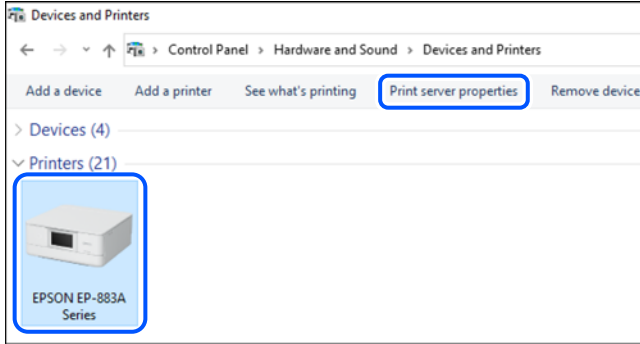 Devices and Printers
Control Panel > Hardware and Sound > Devices and Printers
Add a device Add a printer See what's printing Print server properties Remove device
Devices (4)
Printers (21)
EPSON EP-883A
Series